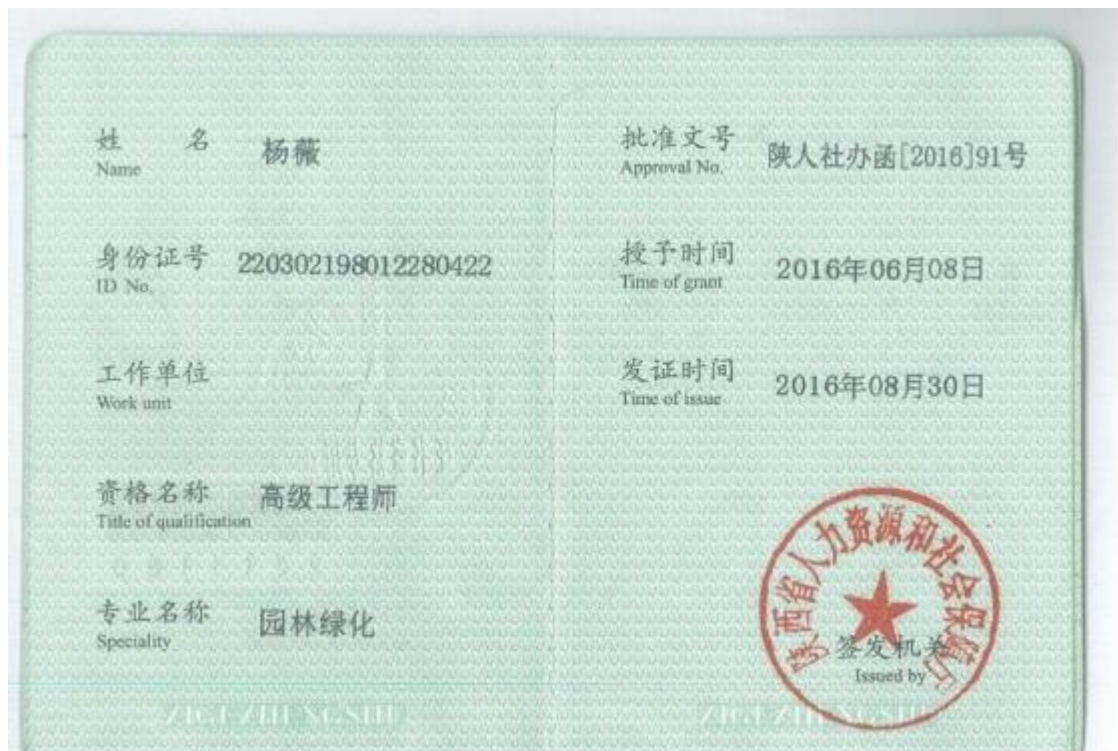 姓 名 杨薇
Name
身份证号 220302198012280422
ID No.
工作单位
Work unit
资格名称 高级工程师
Title of qualification
专业名称 园林绿化
Speciality
批准文号 陕人社办函[2016]91号
Approval No.
授予时间 2016年06月08日
Time of grant
发证时间 2016年08月30日
Time of issue
陕西省人力资源和社会保障厅
签发机关
Issued by
ZIGE ZHENGSHU
ZIGE ZHENGSHU